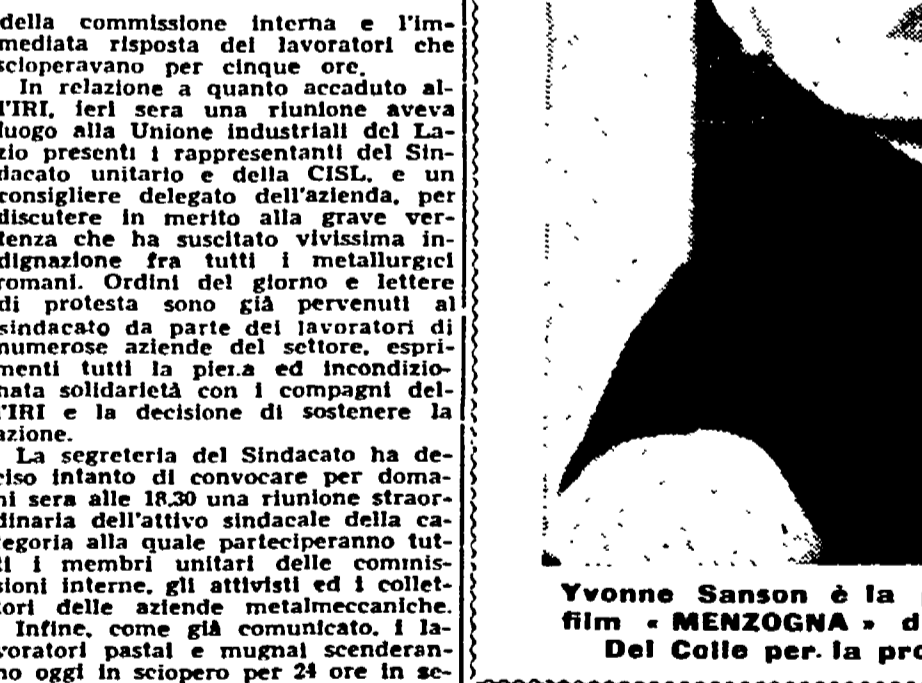 della commissione interna e l'im-
mediata risposta dei lavoratori che
scioperavano per cinque ore.
In relazione a quanto accaduto al-
l'IRI, ieri sera una riunione aveva
luogo alla Unione industriali del La-
zio presenti i rappresentanti del Sin-
dacato unitario e della CISL, e un
consigliere delegato dell'azienda, per
discutere in merito alla grave ver-
tenza che ha suscitato vivissima in-
dignazione fra tutti i metallurgici
romani. Ordini del giorno e lettere
di protesta sono già pervenuti al
sindacato da parte dei lavoratori di
numerose aziende del settore, espri-
menti tutti la pier.a ed incondizio-
nata solidarietà con i compagni del-
l'IRI e la decisione di sostenere la
azione.
La segreteria del Sindacato ha de-
ciso intanto di convocare per doma-
ni sera alle 18,30 una riunione straor-
dinaria dell'attivo sindacale della ca-
tegoria alla quale parteciperanno tut-
ti i membri unitari delle commis-
sioni interne, gli attivisti ed i collet-
tori delle aziende metalmeccaniche.
Infine, come già comunicato, i la-
voratori pastai e mugnai scenderan-
no oggi in sciopero per 24 ore in se-
Yvonne Sanson è la
film « MENZOGNA » d
Del Colle per la pro